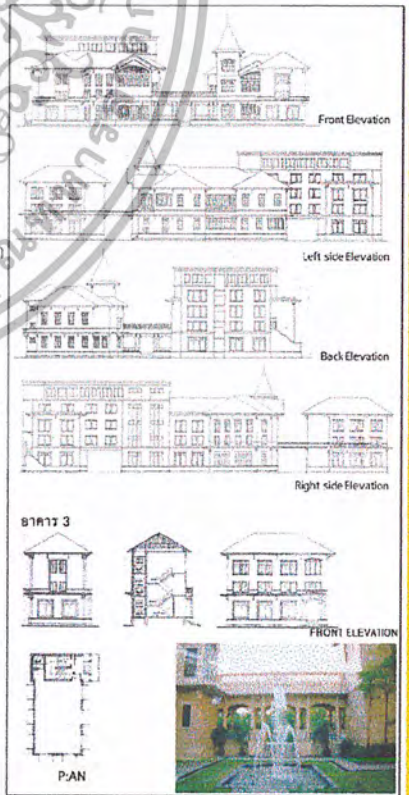 Front Elevation
Left side Elevation
Back Elevation
Right side Elevation
อาคาร 3
FRONT ELEVATION
P:AN